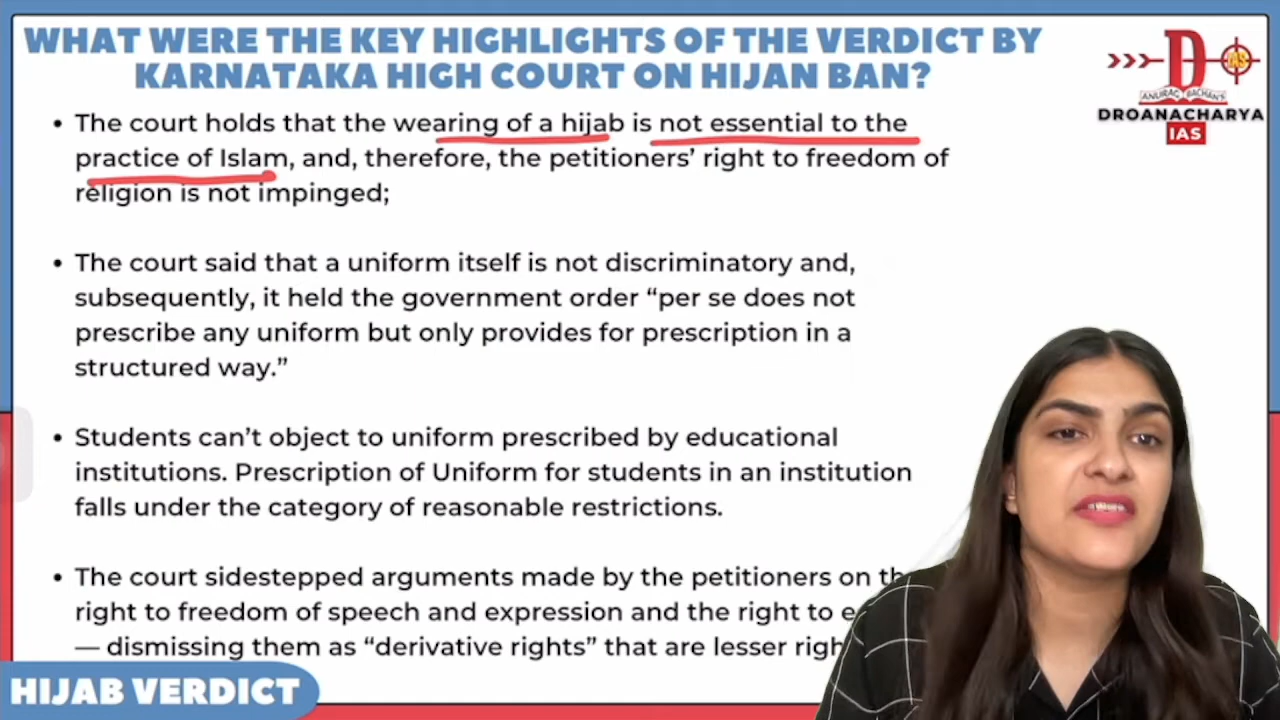 WHAT WERE THE KEY HIGHLIGHTS OF THE VERDICT BY
KARNATAKA HIGH COURT ON HIJAN BAN?
D
IAS
ANURAG BACHAN'S
DRONACHARYA
IAS
• The court holds that the wearing of a hijab is not essential to the
practice of Islam, and, therefore, the petitioners’ right to freedom of
religion is not impinged;
• The court said that a uniform itself is not discriminatory and,
subsequently, it held the government order “per se does not
prescribe any uniform but only provides for prescription in a
structured way.”
• Students can’t object to uniform prescribed by educational
institutions. Prescription of Uniform for students in an institution
falls under the category of reasonable restrictions.
• The court sidestepped arguments made by the petitioners on
right to freedom of speech and expression and the right to
— dismissing them as “derivative rights” that are lesser
HIJAB VERDICT